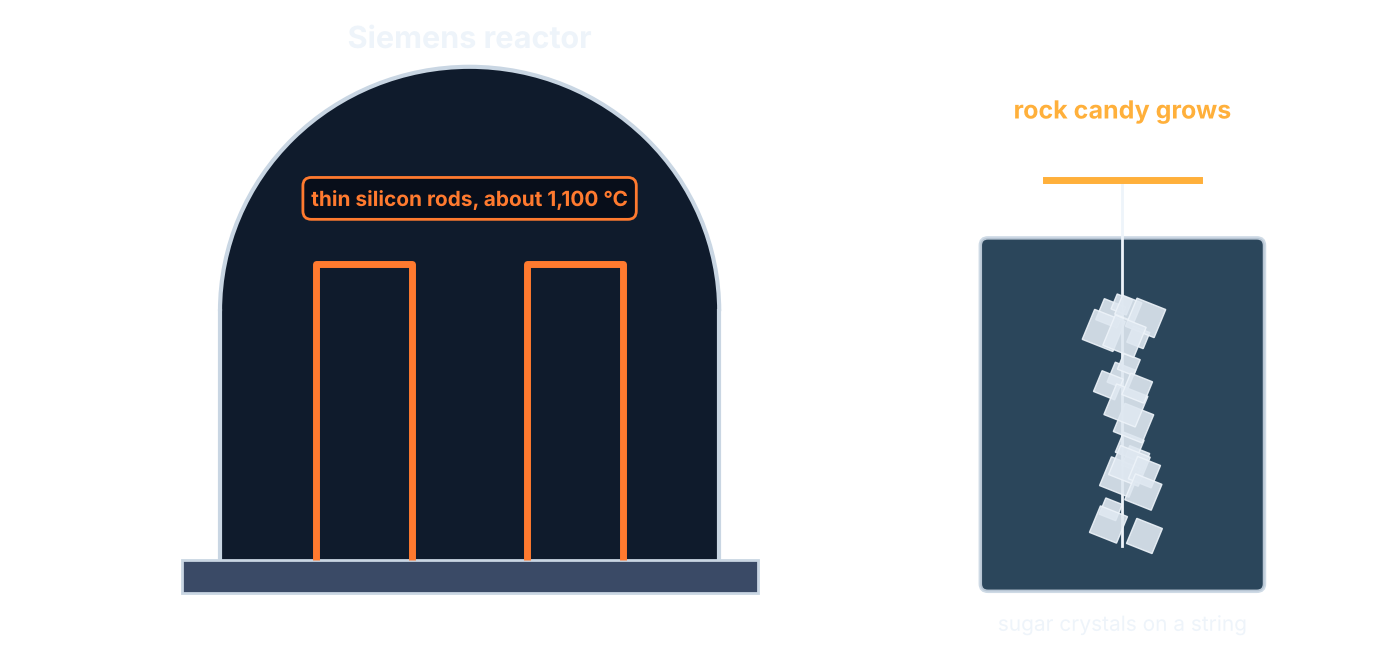 Siemens reactor
rock candy grows
thin silicon rods, about 1,100 °C
sugar crystals on a string